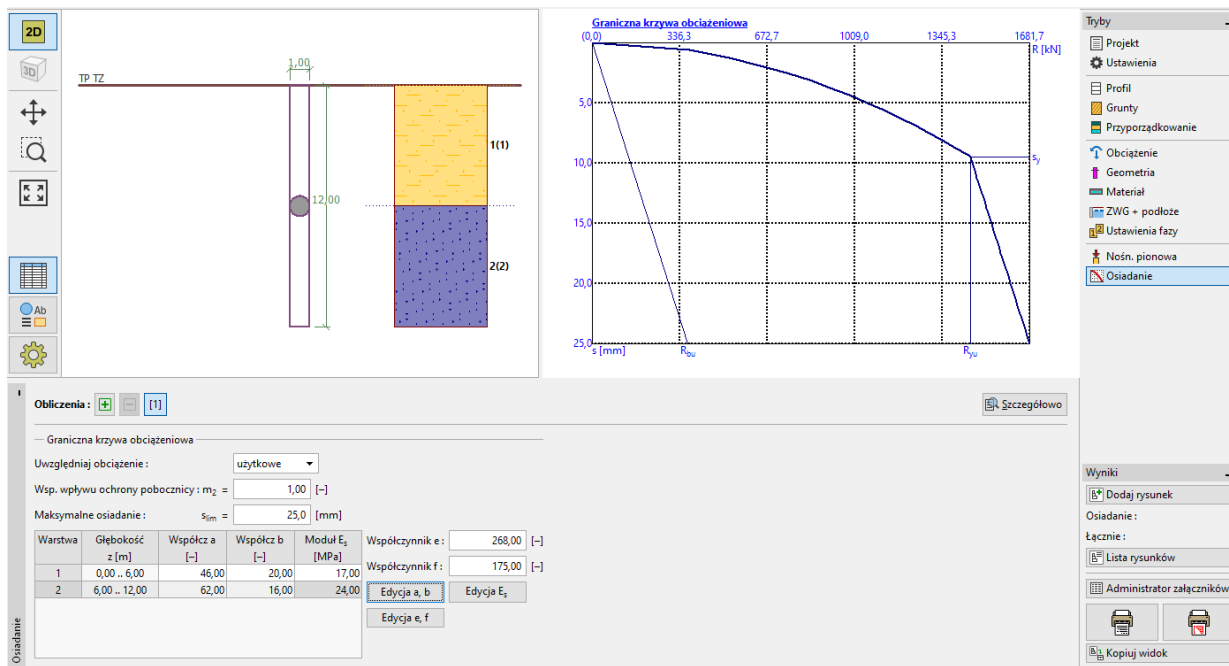 2D
3D
Ab
TP TZ
1,00
12,00
1(1)
2(2)
Graniczna krzywa obciążeniowa
(0,0) 336,3 672,7 1009,0 1345,3 1681,7
R [kN]
5,0
10,0
15,0
20,0
25,0
s [mm]
sy
Rbu
Ryu
Tryby
Projekt
Ustawienia
Profil
Grunty
Przyporządkowanie
Obciążenie
Geometria
Materiał
ZWG + podłoże
Ustawienia fazy
Nośn. pionowa
Osiadanie
Osiadanie
Obliczenia : [1]
Szczegółowo
Graniczna krzywa obciążeniowa
Uwzględniaj obciążenie : użytkowe
Wsp. wpływu ochrony pobocznicy : m2 = 1,00 [–]
Maksymalne osiadanie : slim = 25,0 [mm]
Warstwa Głębokość Współcz a Współcz b Moduł Es
z [m] [–] [–] [MPa]
1 0,00 .. 6,00 46,00 20,00 17,00
2 6,00 .. 12,00 62,00 16,00 24,00
Współczynnik e : 268,00 [–]
Współczynnik f : 175,00 [–]
Edycja a, b Edycja Es
Edycja e, f
Wyniki
Dodaj rysunek
Osiadanie :
Łącznie :
Lista rysunków
Administrator załączników
Kopiuj widok